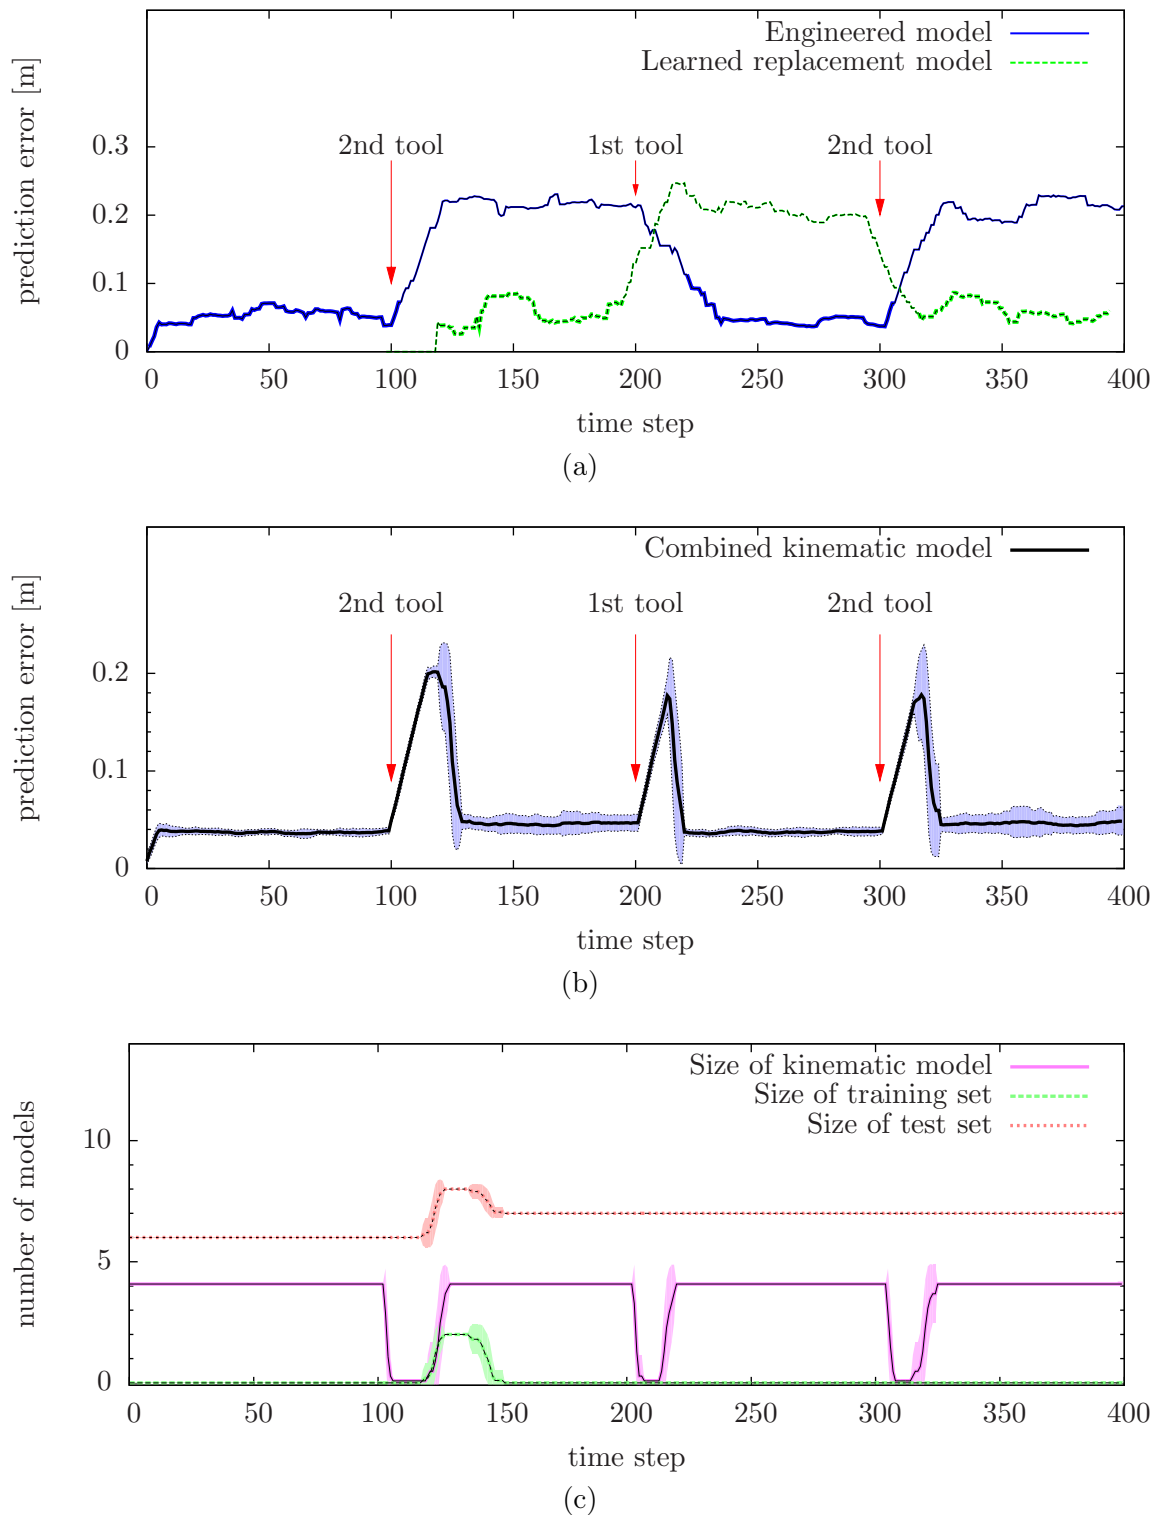 Engineered model
Learned replacement model
prediction error [m]
0.3
0.2
0.1
0
2nd tool
1st tool
2nd tool
0 50 100 150 200 250 300 350 400
time step
(a)
Combined kinematic model
prediction error [m]
0.2
0.1
0
2nd tool
1st tool
2nd tool
0 50 100 150 200 250 300 350 400
time step
(b)
Size of kinematic model
Size of training set
Size of test set
number of models
10
5
0
0 50 100 150 200 250 300 350 400
time step
(c)